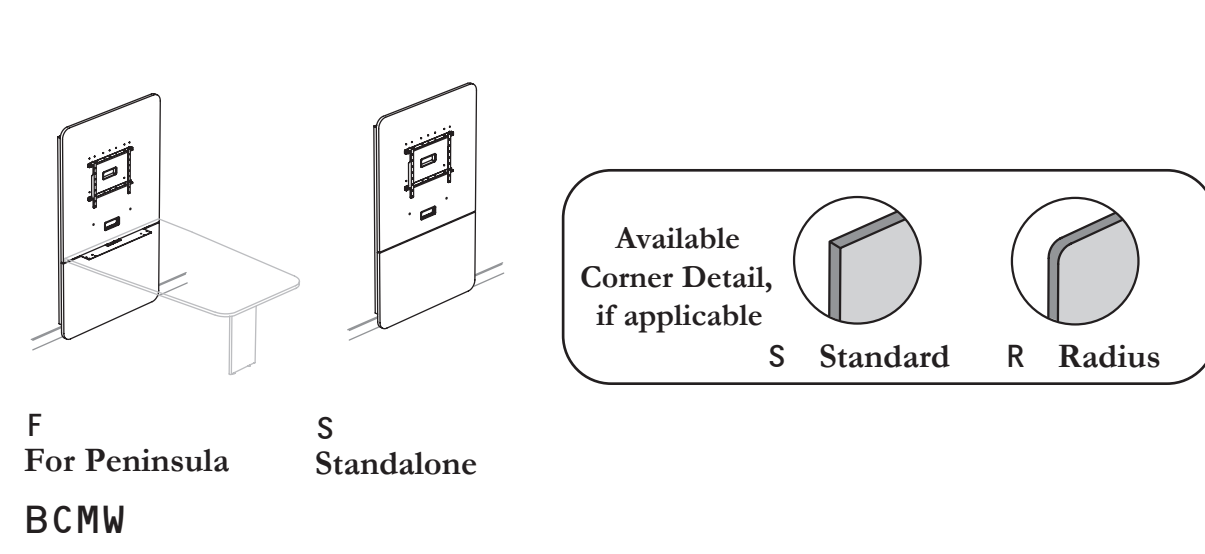 Available
Corner Detail,
if applicable
S Standard
R Radius
F
For Peninsula
S
Standalone
BCMW